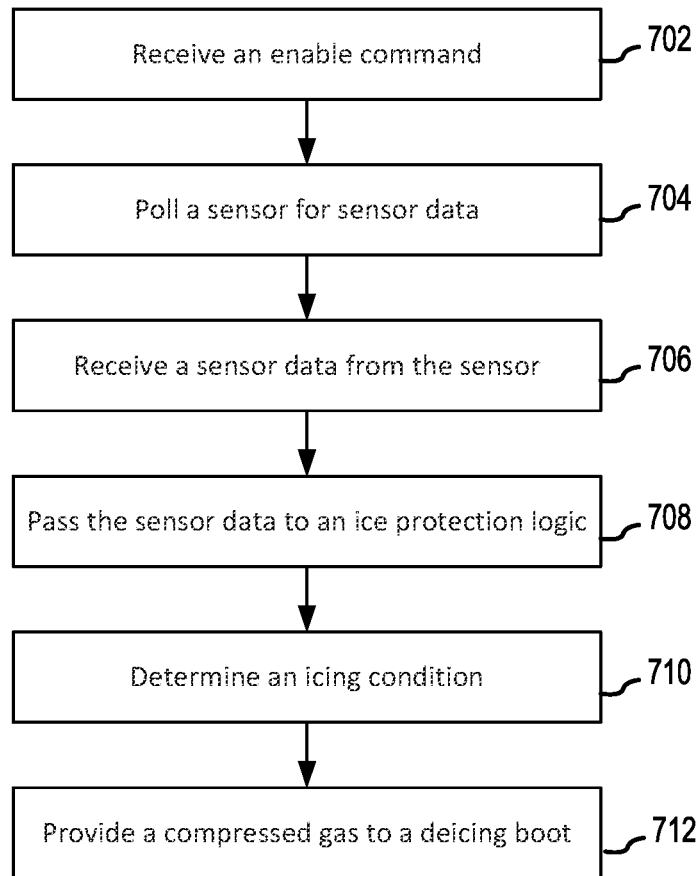 Receive an enable command
702
Poll a sensor for sensor data
704
Receive a sensor data from the sensor
706
Pass the sensor data to an ice protection logic
708
Determine an icing condition
710
Provide a compressed gas to a deicing boot
712